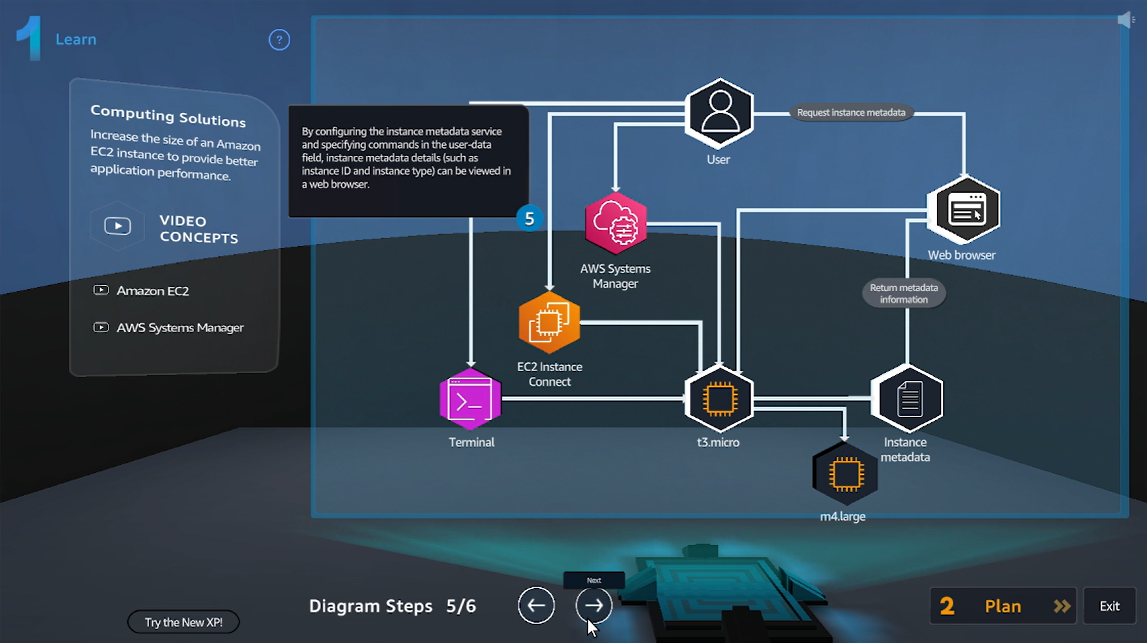 1 Learn
?
Computing Solutions
Increase the size of an Amazon
EC2 instance to provide better
application performance.
VIDEO
CONCEPTS
Amazon EC2
AWS Systems Manager
By configuring the instance metadata service
and specifying commands in the user-data
field, instance metadata details (such as
instance ID and instance type) can be viewed in
a web browser.
5
User
Request instance metadata
Web browser
AWS Systems
Manager
Return metadata
information
EC2 Instance
Connect
Terminal
t3.micro
Instance
metadata
m4.large
Try the New XP!
Diagram Steps 5/6
Next
2 Plan
Exit